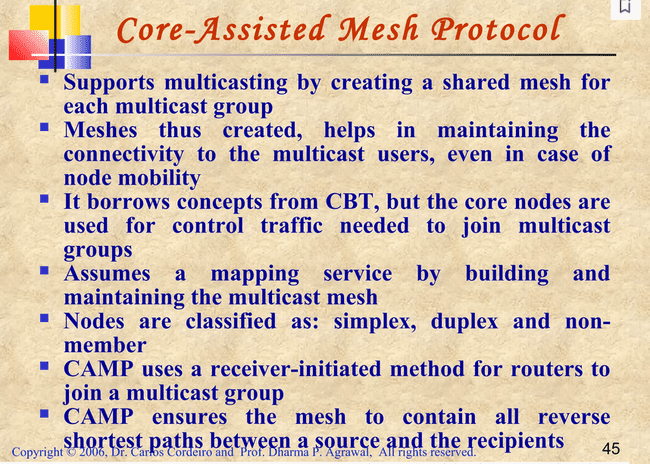 Core-Assisted Mesh Protocol
Supports multicasting by creating a shared mesh for
each multicast group
Meshes thus created, helps in maintaining the
connectivity to the multicast users, even in case of
node mobility
It borrows concepts from CBT, but the core nodes are
used for control traffic needed to join multicast
groups
Assumes a mapping service by building and
maintaining the multicast mesh
Nodes are classified as: simplex, duplex and non-
member
CAMP uses a receiver-initiated method for routers to
join a multicast group
CAMP ensures the mesh to contain all reverse
shortest paths between a source and the recipients
Copyright © 2006, Dr. Carlos Cordeiro and Prof. Dharma P. Agrawal, All rights reserved.
45